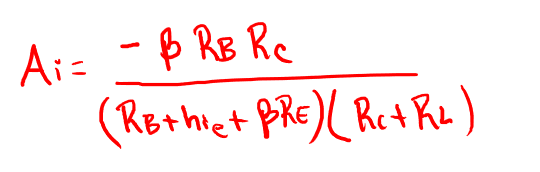 Ai = - β RB RC
(RB + hie + βRE)(RC + RL)